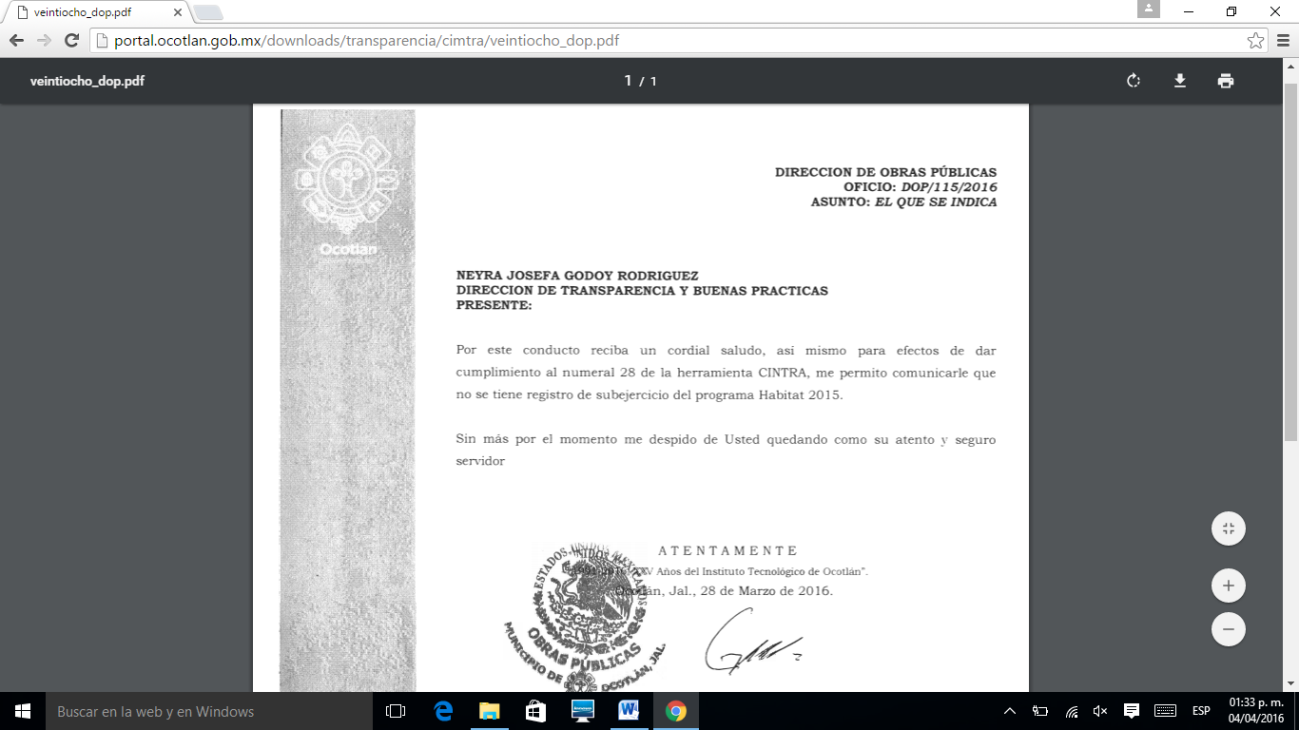 veintiocho_dop.pdf
portal.ocotlan.gob.mx/downloads/transparencia/cimtra/veintiocho_dop.pdf
veintiocho_dop.pdf
1 / 1
Ocotlán
DIRECCION DE OBRAS PÚBLICAS
OFICIO: DOP/115/2016
ASUNTO: EL QUE SE INDICA
NEYRA JOSEFA GODOY RODRIGUEZ
DIRECCION DE TRANSPARENCIA Y BUENAS PRACTICAS
PRESENTE:
Por este conducto reciba un cordial saludo, asi mismo para efectos de dar
cumplimiento al numeral 28 de la herramienta CINTRA, me permito comunicarle que
no se tiene registro de subejercicio del programa Habitat 2015.
Sin más por el momento me despido de Usted quedando como su atento y seguro
servidor
ATENTAMENTE
Años del Instituto Tecnológico de Ocotlán".
Ocotlán, Jal., 28 de Marzo de 2016.
ESTADOS UNIDOS MEXICANOS
OBRAS PÚBLICAS
MUNICIPIO DE OCOTLÁN, JAL.
Buscar en la web y en Windows
ESP
01:33 p. m.
04/04/2016